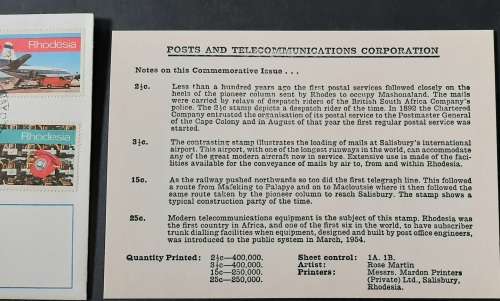 Rhodesia
Rhodesia
POSTS AND TELECOMMUNICATIONS CORPORATION
Notes on this Commemorative Issue . . .
2½c. Less than a hundred years ago the first postal services followed closely on the
heels of the pioneer column sent by Rhodes to occupy Mashonaland. The mails
were carried by relays of despatch riders of the British South Africa Company's
police. The 2½c stamp depicts a despatch rider of the time. In 1892 the Chartered
Company entrusted the organisation of its postal service to the Postmaster General
of the Cape Colony and in August of that year the first regular postal service was
started.
3½c. The contrasting stamp illustrates the loading of mails at Salisbury's international
airport. This airport, with one of the longest runways in the world, can accommodate
any of the great modern aircraft now in service. Extensive use is made of the faci-
lities available for the conveyance of mails by air to, from and within Rhodesia.
15c. As the railway pushed northwards so too did the first telegraph line. This followed
a route from Mafeking to Palapye and on to Macloutsie where it then followed the
same route taken by the pioneer column to reach Salisbury. The stamp shows a
typical construction party of the time.
25c. Modern telecommunications equipment is the subject of this stamp. Rhodesia was
the first country in Africa, and one of the first six in the world, to have subscriber
trunk dialling facilities when equipment, designed and built by post office engineers,
was introduced to the public system in March, 1954.
Quantity Printed: 2½c—400,000. Sheet control: 1A. 1B.
3½c—400,000. Artist: Rose Martin
15c—250,000. Printers: Messrs. Mardon Printers
25c—250,000. (Private) Ltd., Salisbury,
Rhodesia.